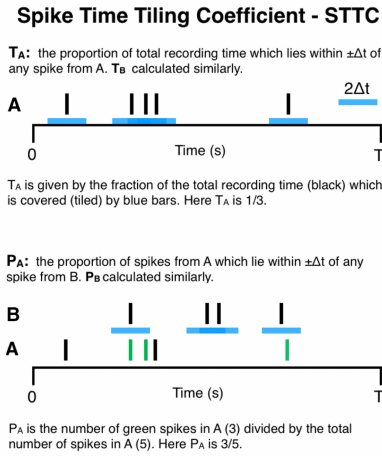 Spike Time Tiling Coefficient - STTC
TA: the proportion of total recording time which lies within ±Δt of
any spike from A. TB calculated similarly.
2Δt
A
0
Time (s)
T
TA is given by the fraction of the total recording time (black) which
is covered (tiled) by blue bars. Here TA is 1/3.
PA: the proportion of spikes from A which lie within ±Δt of any
spike from B. PB calculated similarly.
B
A
0
Time (s)
T
PA is the number of green spikes in A (3) divided by the total
number of spikes in A (5). Here PA is 3/5.